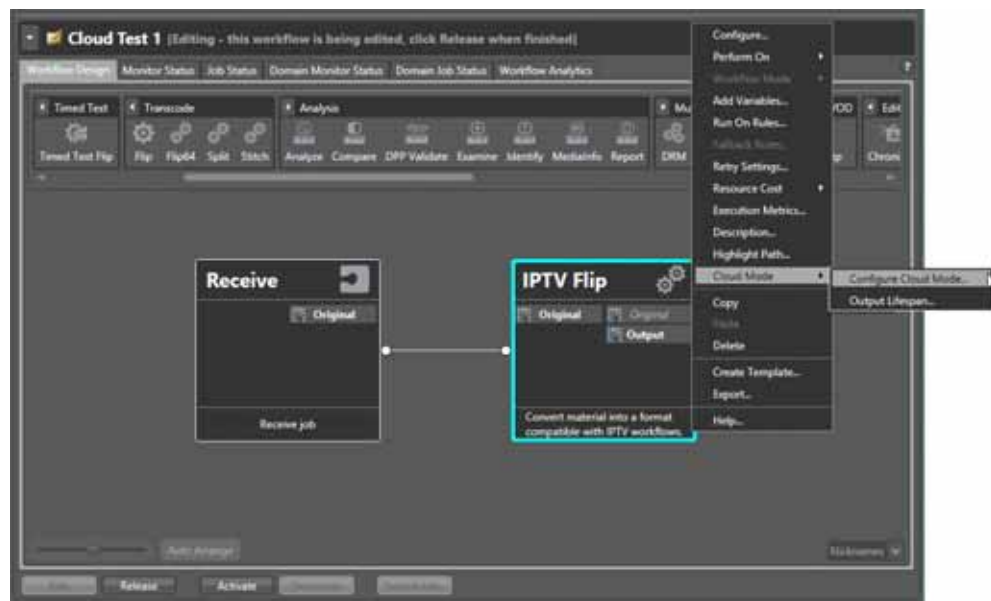 Cloud Test 1 [Editing - this workflow is being edited, click Release when finished]
Workflow Design Monitor Status Job Status Domain Monitor Status Domain Job Status Workflow Analytics
Timed Text Transcode Analysis
Timed Text Flip Flip Flip64 Split Stitch Analyze Compare DPP Validate Examine Identify MediaInfo Report DRM
Receive
Original
Receive job
IPTV Flip
Original Original
Output
Convert material into a format
compatible with IPTV workflows.
Configure...
Perform On
Workflow Mode
Add Variables...
Run On Rules...
Fallback Rules...
Retry Settings...
Resource Cost
Execution Metrics...
Description...
Highlight Path...
Cloud Mode
Configure Cloud Mode...
Output Lifespan...
Copy
Paste
Delete
Create Template...
Export...
Help...
Auto Arrange
Nicknames
Release Activate